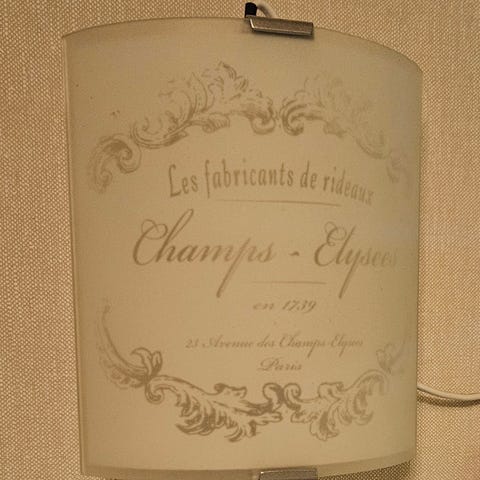 Les fabricants de rideaux
Champs - Elysees
en 1739
23 Avenue des Champs-Elysees
Paris